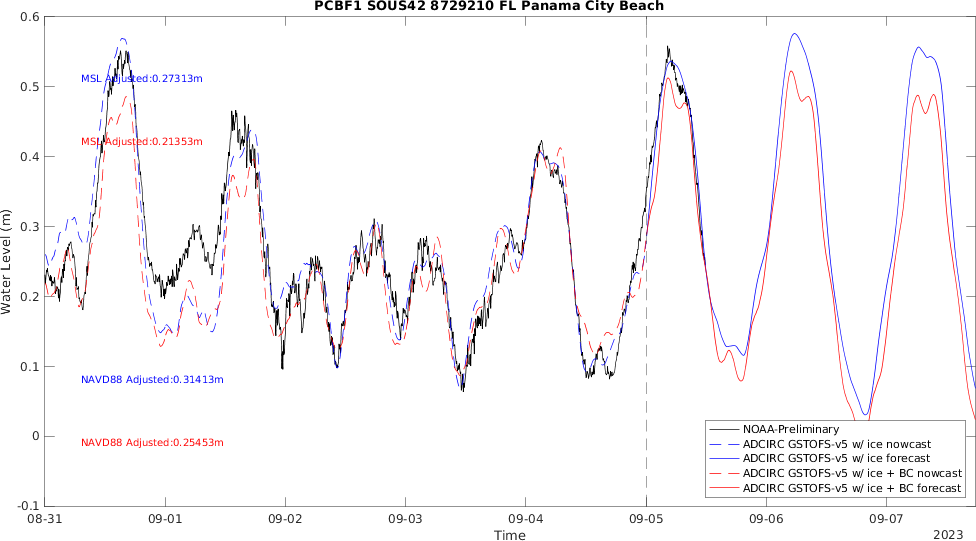 PCBF1 SOUS42 8729210 FL Panama City Beach
0.6
0.5
0.4
0.3
0.2
0.1
0
-0.1
Water Level (m)
MSL Adjusted:0.27313m
MSL Adjusted:0.21353m
NAVD88 Adjusted:0.31413m
NAVD88 Adjusted:0.25453m
NOAA-Preliminary
ADCIRC GSTOFS-v5 w/ ice nowcast
ADCIRC GSTOFS-v5 w/ ice forecast
ADCIRC GSTOFS-v5 w/ ice + BC nowcast
ADCIRC GSTOFS-v5 w/ ice + BC forecast
08-31 09-01 09-02 09-03 09-04 09-05 09-06 09-07
Time
2023